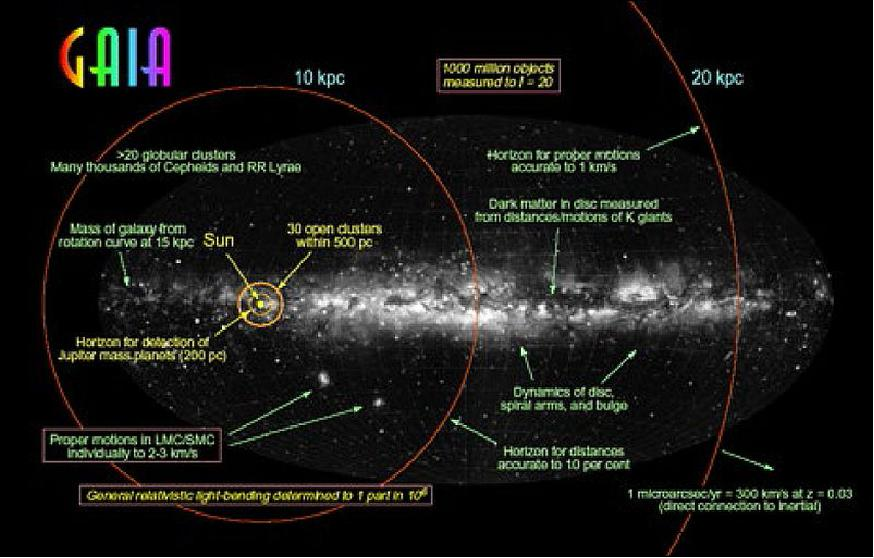 GAIA
10 kpc
1000 million objects
measured to I = 20
20 kpc
>20 globular clusters
Many thousands of Cepheids and RR Lyrae
Horizon for proper motions
accurate to 1 km/s
Mass of galaxy from
rotation curve at 15 kpc
Sun
30 open clusters
within 500 pc
Dark matter in disc measured
from distances/motions of K giants
Horizon for detection of
Jupiter mass planets (200 pc)
Dynamics of disc,
spiral arms, and bulge
Proper motions in LMC/SMC
individually to 2-3 km/s
Horizon for distances
accurate to 10 per cent
General relativistic light-bending determined to 1 part in 10⁶
1 microarcsec/yr = 300 km/s at z = 0.03
(direct connection to inertial)